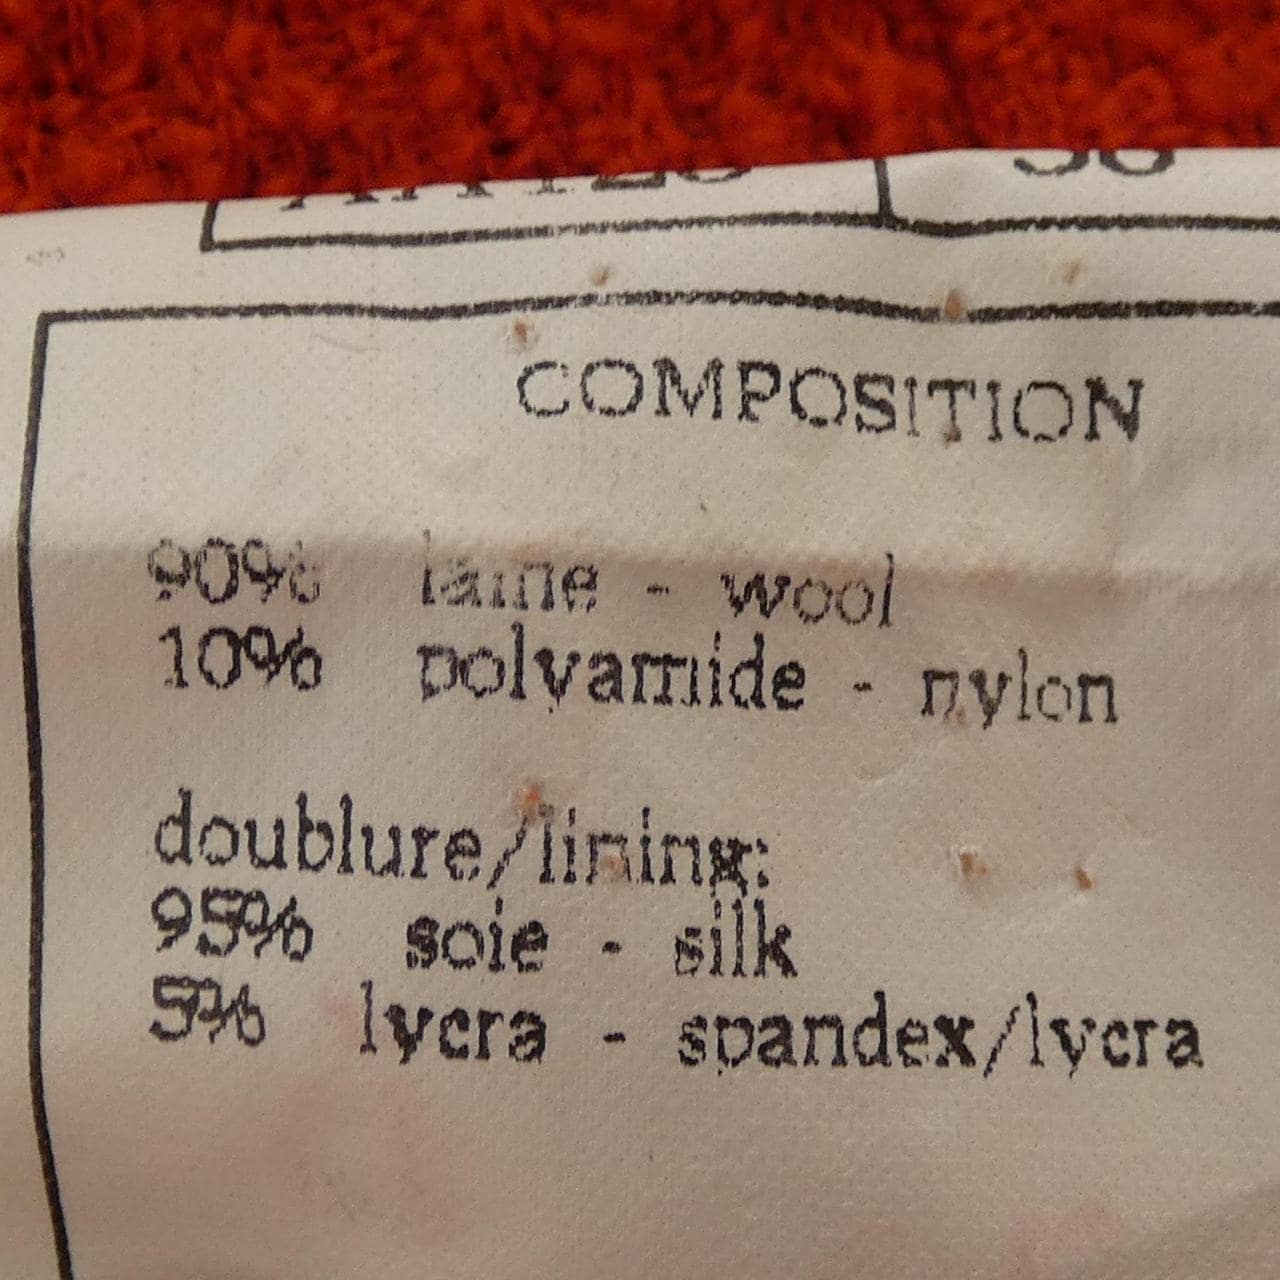 COMPOSITION
90% laine - wool
10% polyamide - nylon
doublure/lining:
95% soie - silk
5% lycra - spandex/lycra